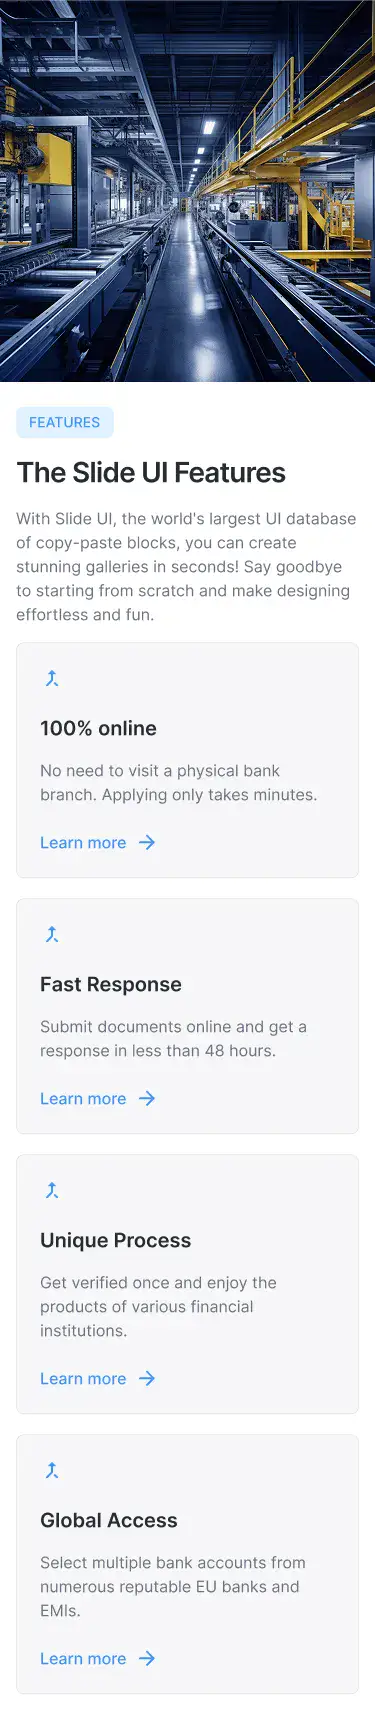 FEATURES
The Slide UI Features
With Slide UI, the world's largest UI database
of copy-paste blocks, you can create
stunning galleries in seconds! Say goodbye
to starting from scratch and make designing
effortless and fun.
100% online
No need to visit a physical bank
branch. Applying only takes minutes.
Learn more
Fast Response
Submit documents online and get a
response in less than 48 hours.
Learn more
Unique Process
Get verified once and enjoy the
products of various financial
institutions.
Learn more
Global Access
Select multiple bank accounts from
numerous reputable EU banks and
EMIs.
Learn more